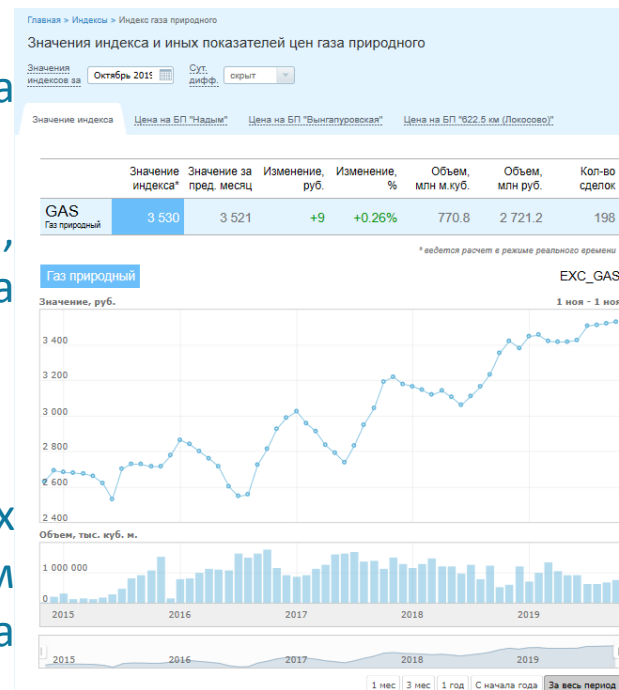 Главная > Индексы > Индекс газа природного
Значения индекса и иных показателей цен газа природного
Значения индексов за Октябрь 2019 Сут. дифф. скрыт
Значение индекса Цена на БП "Надым" Цена на БП "Вынгапуровская" Цена на БП "622.5 км (Локосово)"
Значение индекса* Значение за пред. месяц Изменение, руб. Изменение, % Объем, млн м.куб. Объем, млн руб. Кол-во сделок
GAS 3 530 3 521 +9 +0.26% 770.8 2 721.2 198
Газ природный
* ведется расчет в режиме реального времени
Газ природный EXC_GAS
Значение, руб. 1 ноя - 1 ноя
3 400
3 200
3 000
2 800
2 600
2 400
Объем, тыс. куб. м.
1 000 000
0
2015 2016 2017 2018 2019
2015 2016 2017 2018 2019
1 мес 3 мес 1 год С начала года За весь период
а
,
а
х
м
а